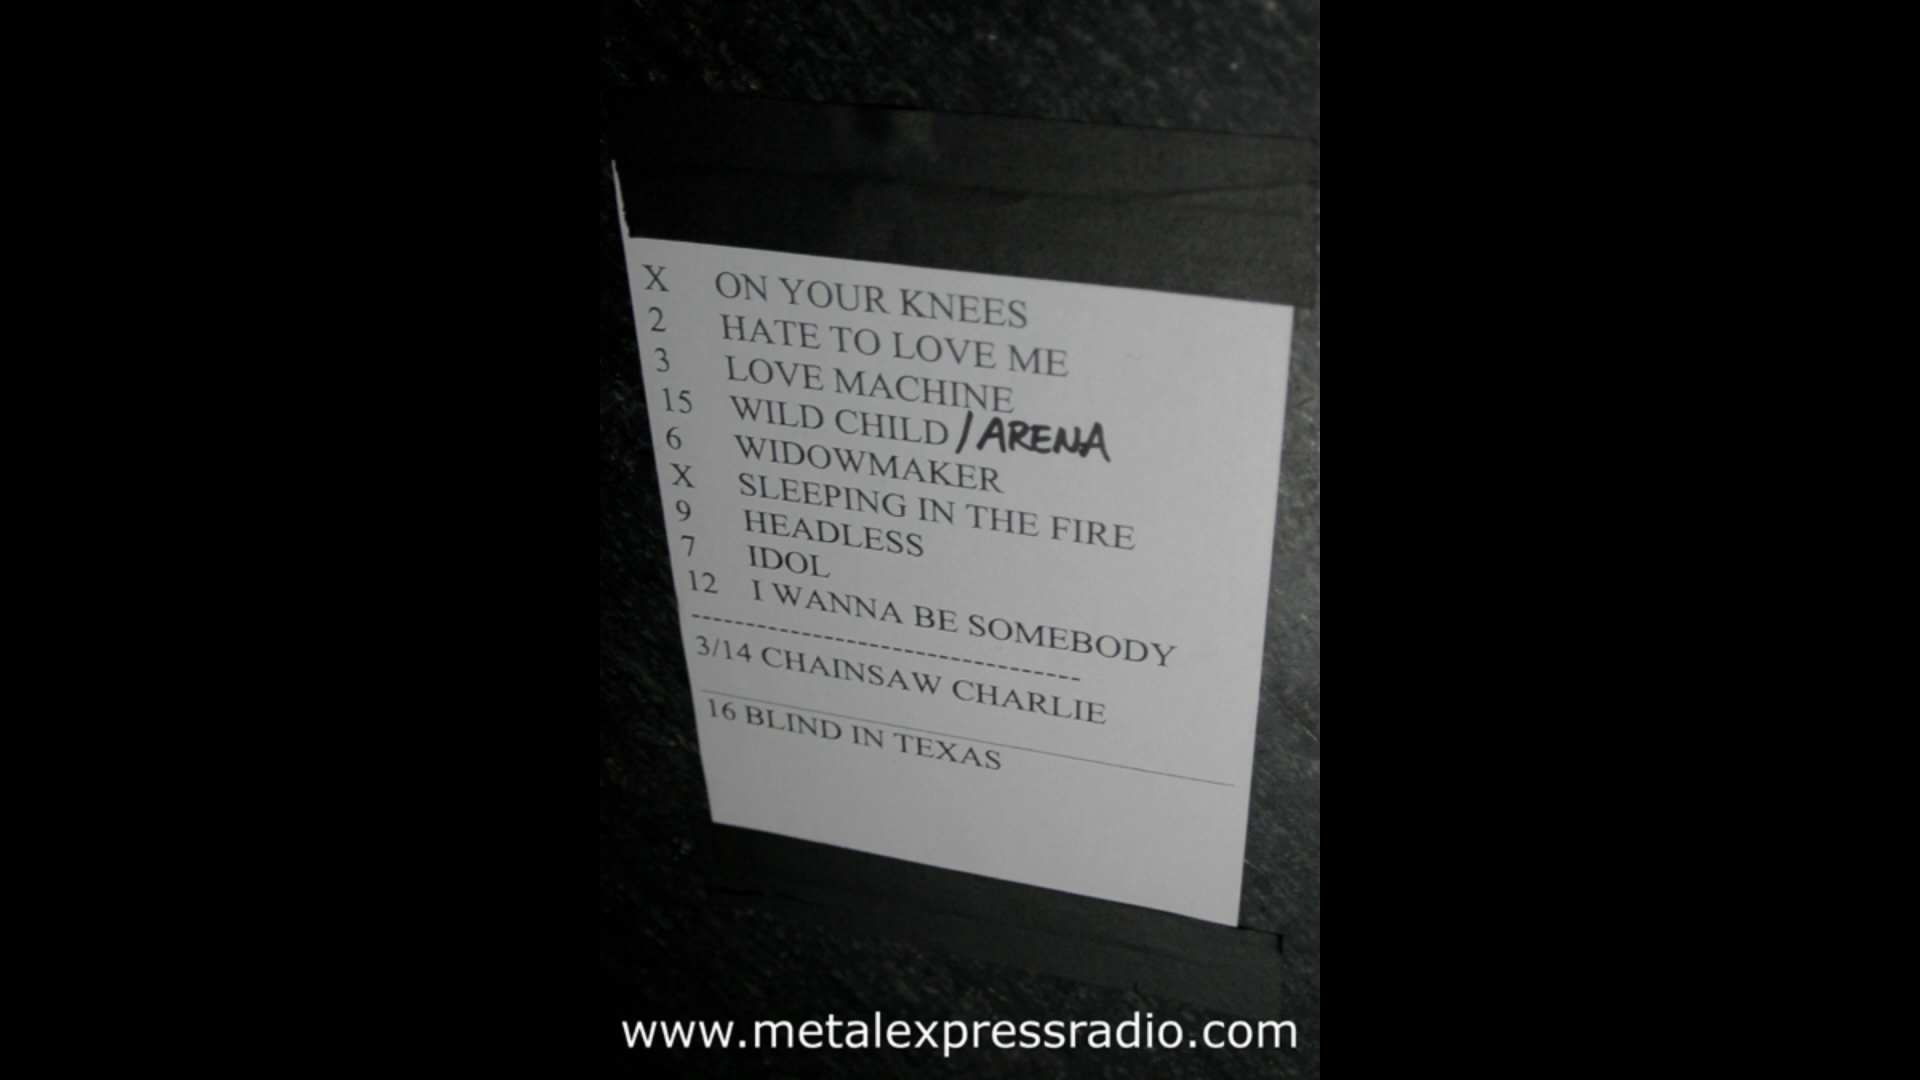 X ON YOUR KNEES
2 HATE TO LOVE ME
3 LOVE MACHINE
15 WILD CHILD / ARENA
6 WIDOWMAKER
X SLEEPING IN THE FIRE
9 HEADLESS
7 IDOL
12 I WANNA BE SOMEBODY
------------------------------------
3/14 CHAINSAW CHARLIE
16 BLIND IN TEXAS
www.metalexpressradio.com